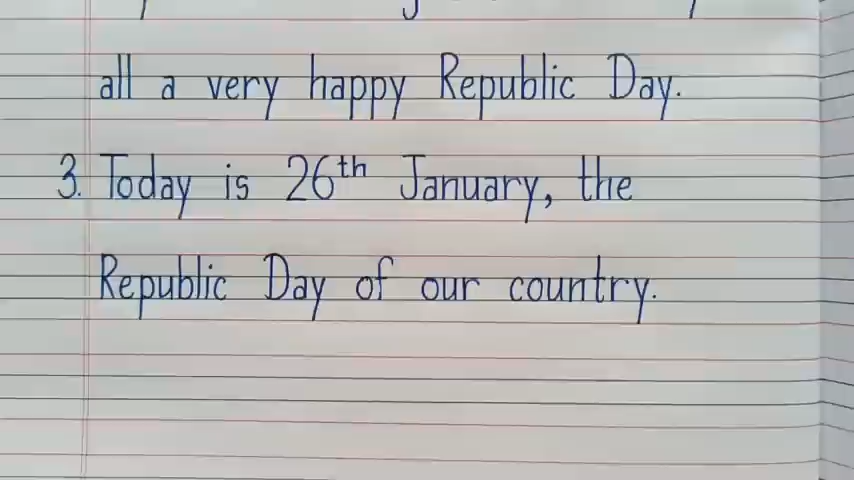 all a very happy Republic Day.
3. Today is 26th January, the
Republic Day of our country.